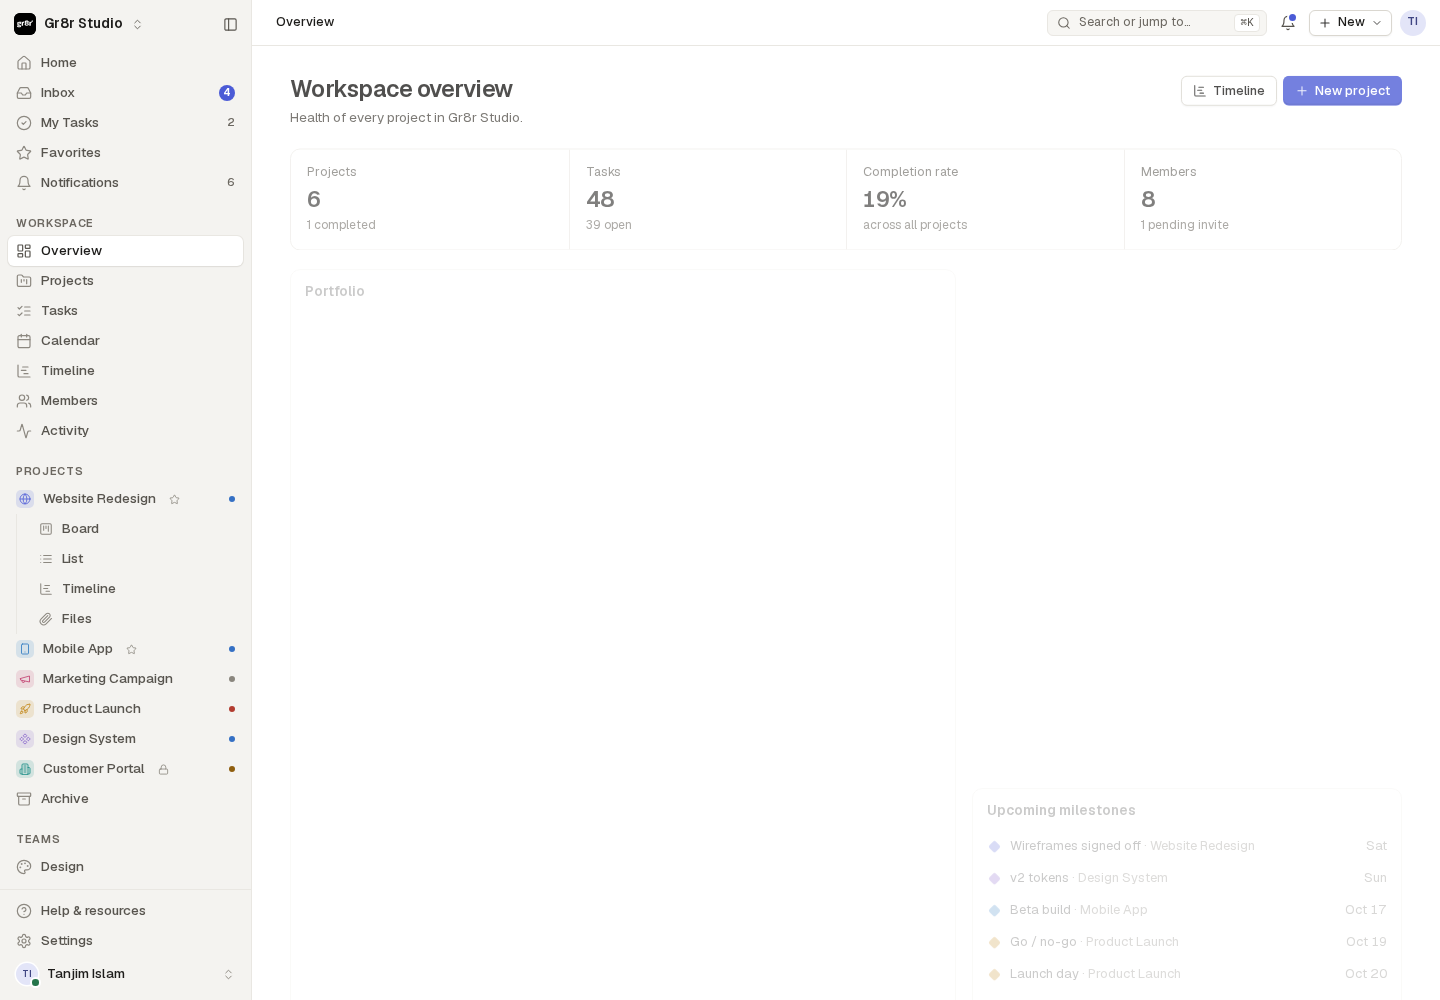 gr8r Gr8r Studio
Home
Inbox 4
My Tasks 2
Favorites
Notifications 6
WORKSPACE
Overview
Projects
Tasks
Calendar
Timeline
Members
Activity
PROJECTS
Website Redesign
Board
List
Timeline
Files
Mobile App
Marketing Campaign
Product Launch
Design System
Customer Portal
Archive
TEAMS
Design
Help & resources
Settings
TI Tanjim Islam
Overview
Search or jump to... ⌘K
New
TI
Workspace overview
Health of every project in Gr8r Studio.
Timeline
New project
Projects
6
1 completed
Tasks
48
39 open
Completion rate
19%
across all projects
Members
8
1 pending invite
Portfolio
Upcoming milestones
Wireframes signed off · Website Redesign Sat
v2 tokens · Design System Sun
Beta build · Mobile App Oct 17
Go / no-go · Product Launch Oct 19
Launch day · Product Launch Oct 20